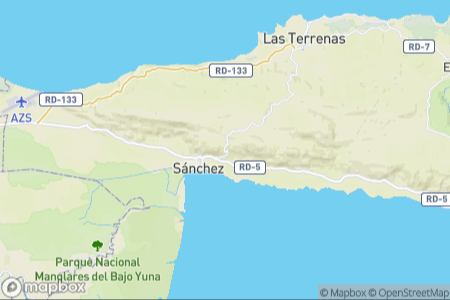 Las Terrenas
RD-7
RD-133
E
RD-133
AZS
Sánchez
RD-5
RD-5
Parque Nacional
Manglares del Bajo Yuna
mapbox
© Mapbox © OpenStreetMap